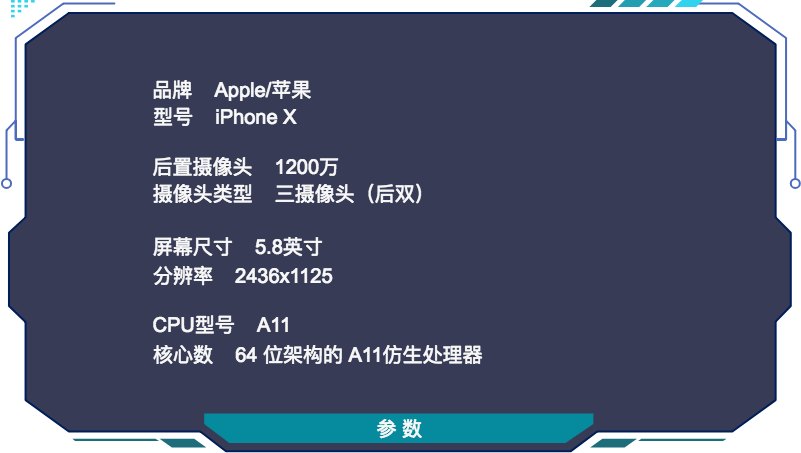 品牌 Apple/苹果
型号 iPhone X
后置摄像头 1200万
摄像头类型 三摄像头（后双）
屏幕尺寸 5.8英寸
分辨率 2436x1125
CPU型号 A11
核心数 64 位架构的 A11仿生处理器
参 数